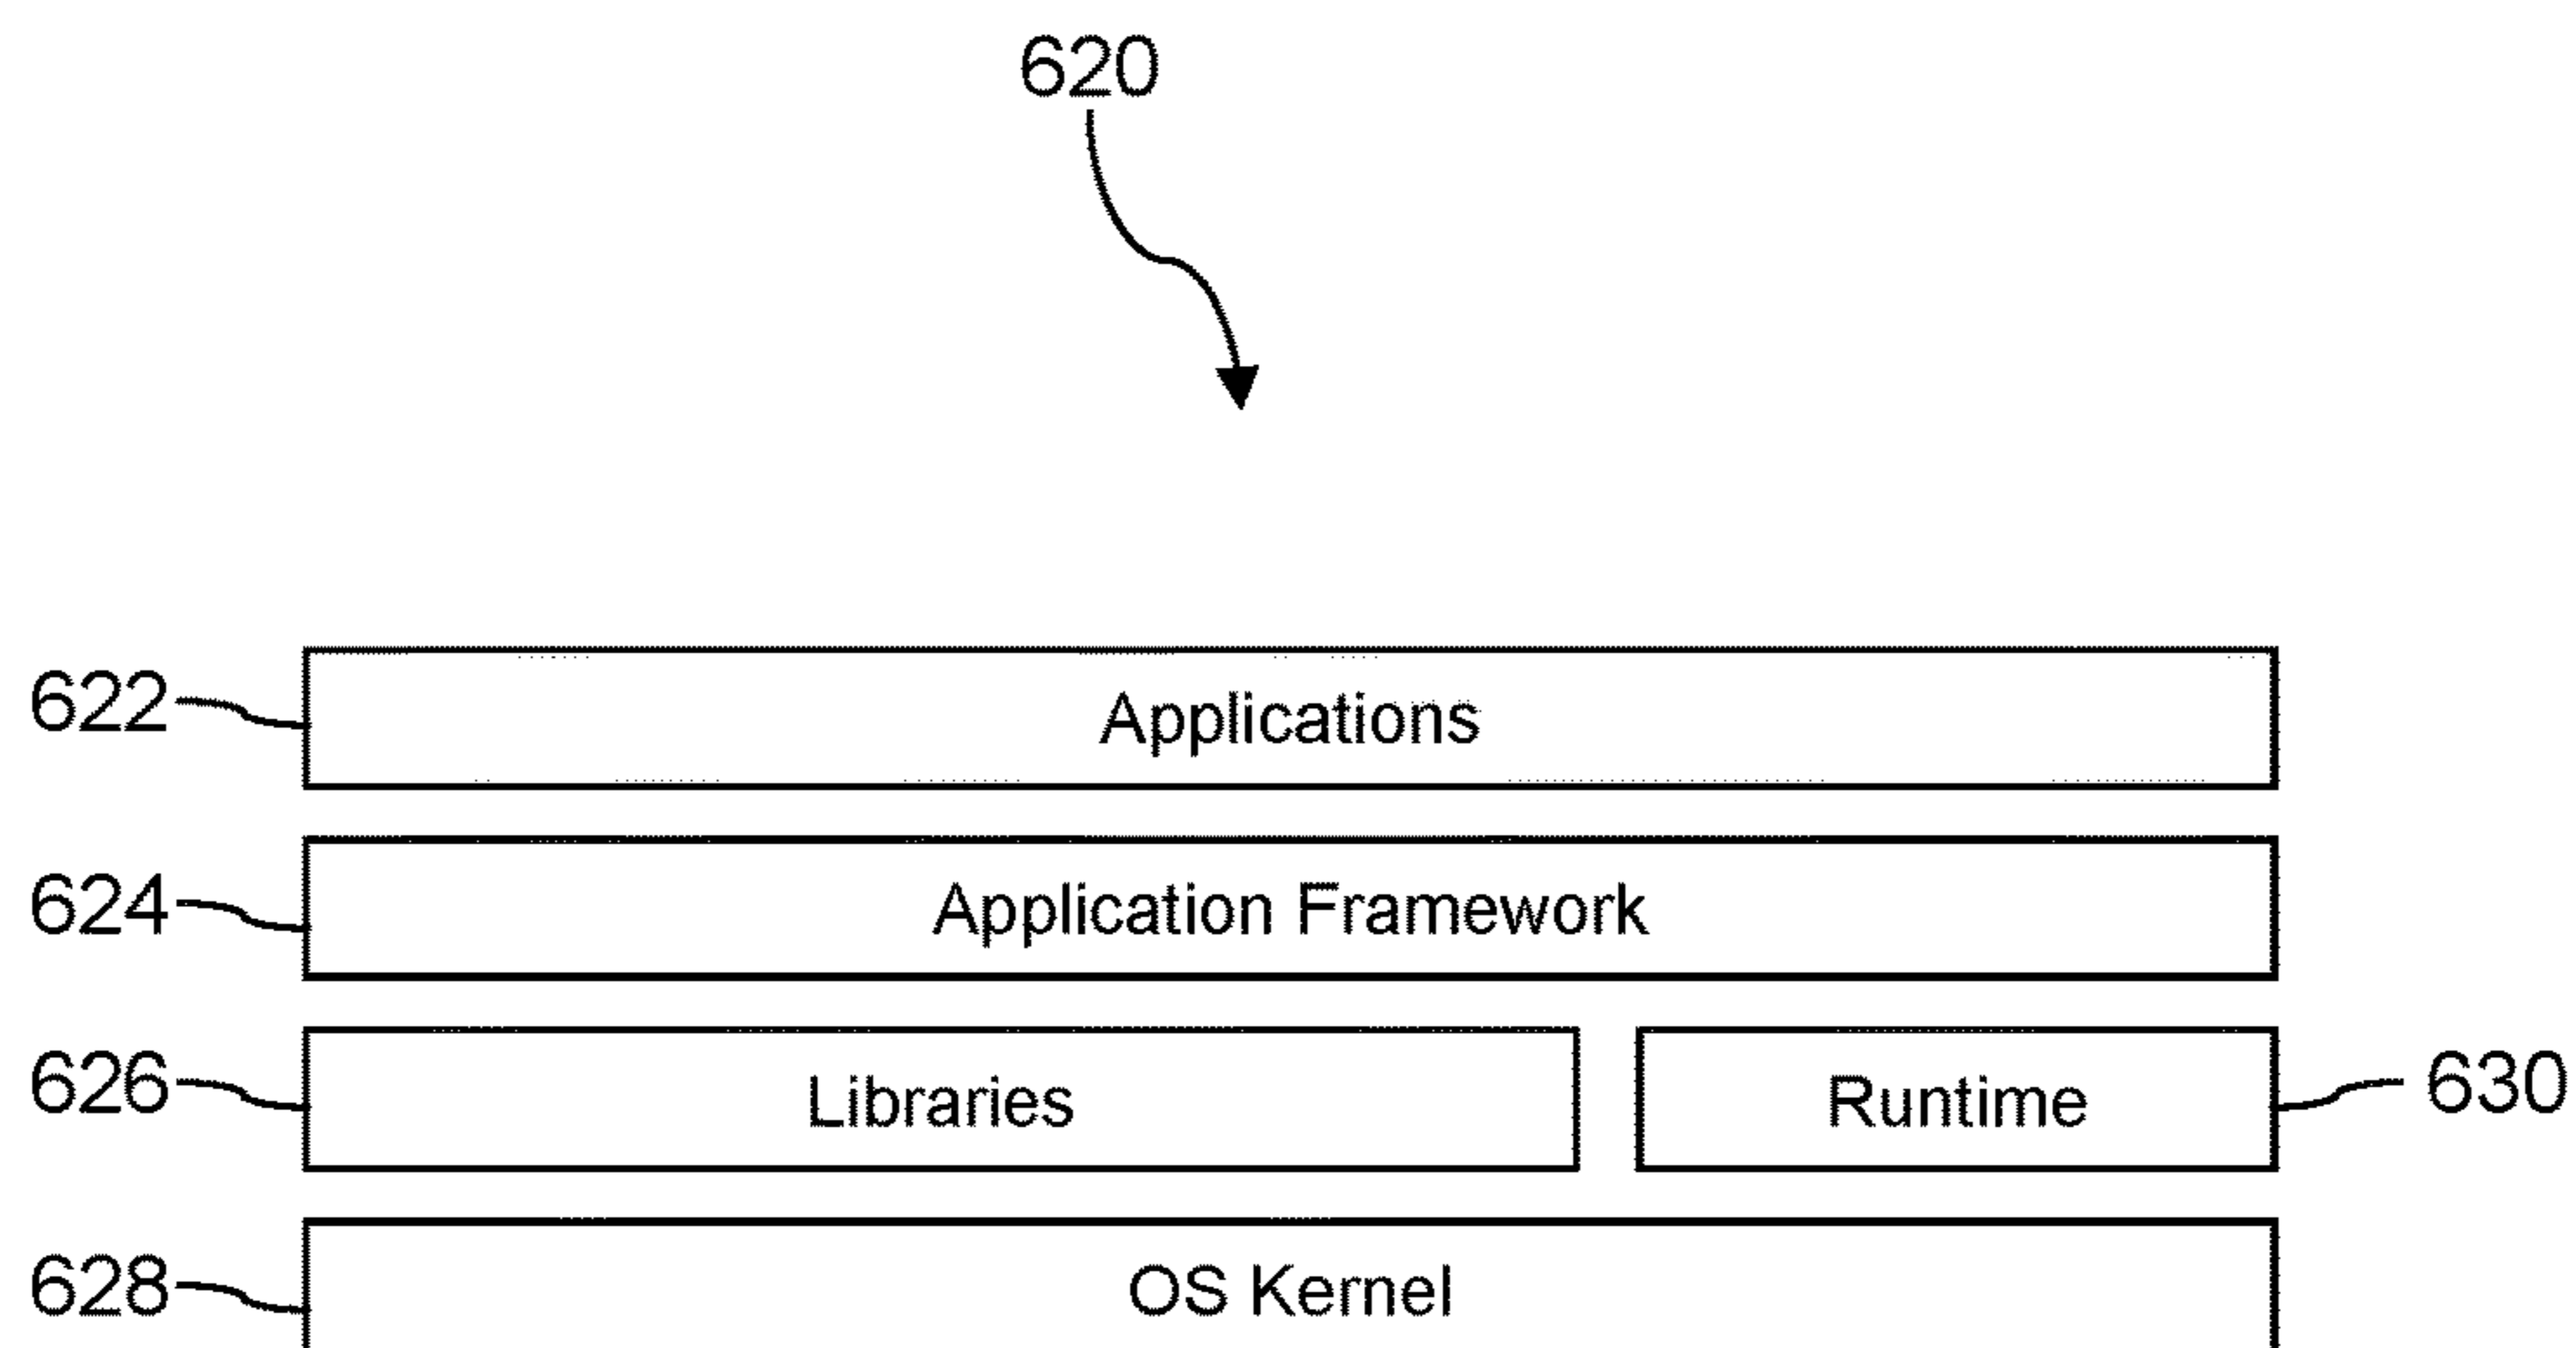 620
622 Applications
624 Application Framework
626 Libraries Runtime 630
628 OS Kernel